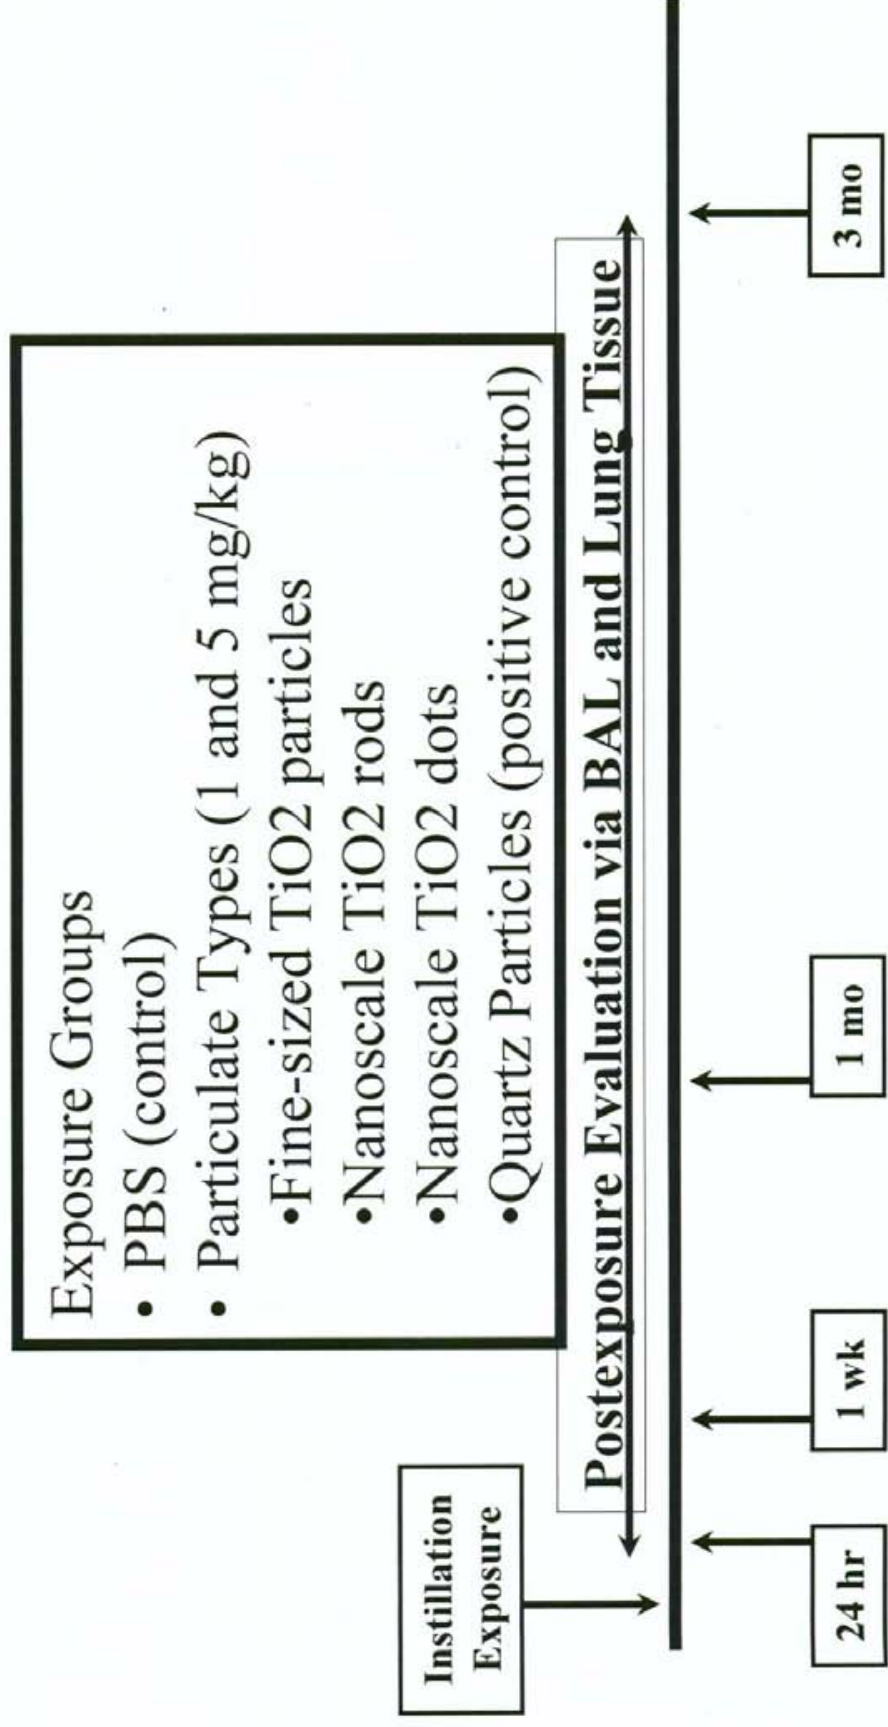 Exposure Groups
• PBS (control)
• Particulate Types (1 and 5 mg/kg)
•Fine-sized TiO2 particles
•Nanoscale TiO2 rods
•Nanoscale TiO2 dots
•Quartz Particles (positive control)
Instillation
Exposure
Postexposure Evaluation via BAL and Lung Tissue
24 hr
1 wk
1 mo
3 mo